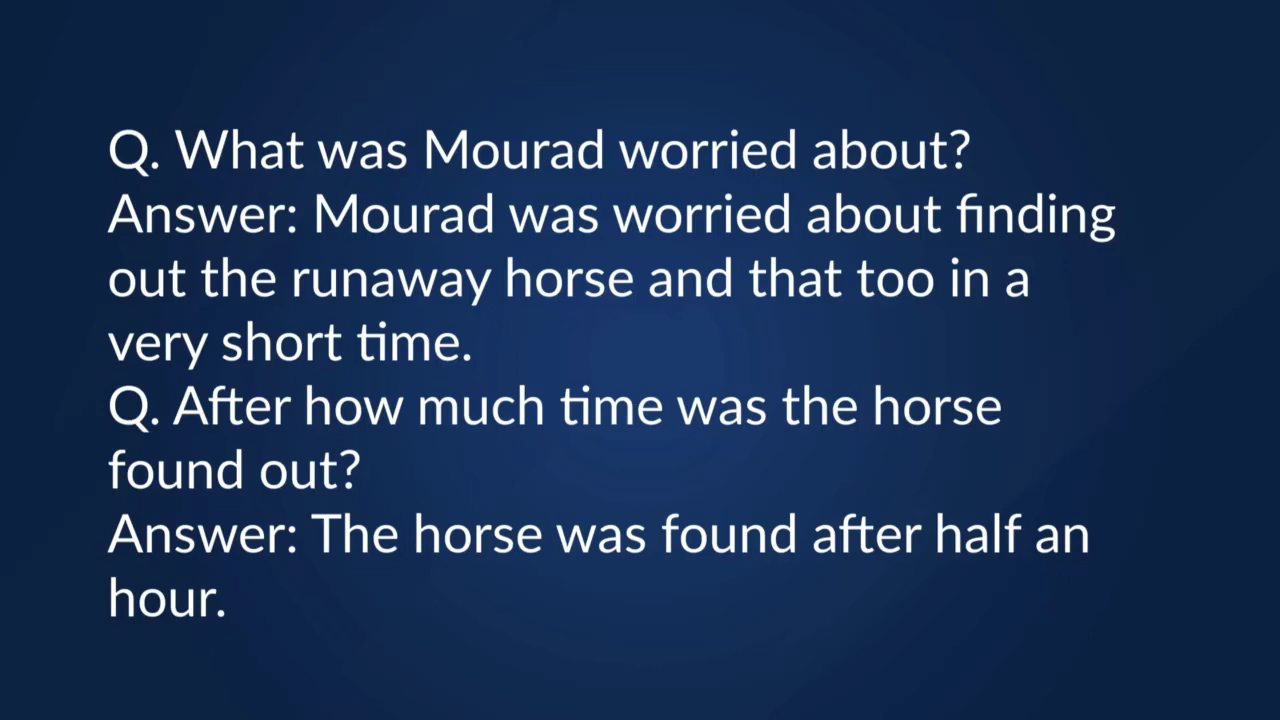 Q. What was Mourad worried about?
Answer: Mourad was worried about finding
out the runaway horse and that too in a
very short time.
Q. After how much time was the horse
found out?
Answer: The horse was found after half an
hour.